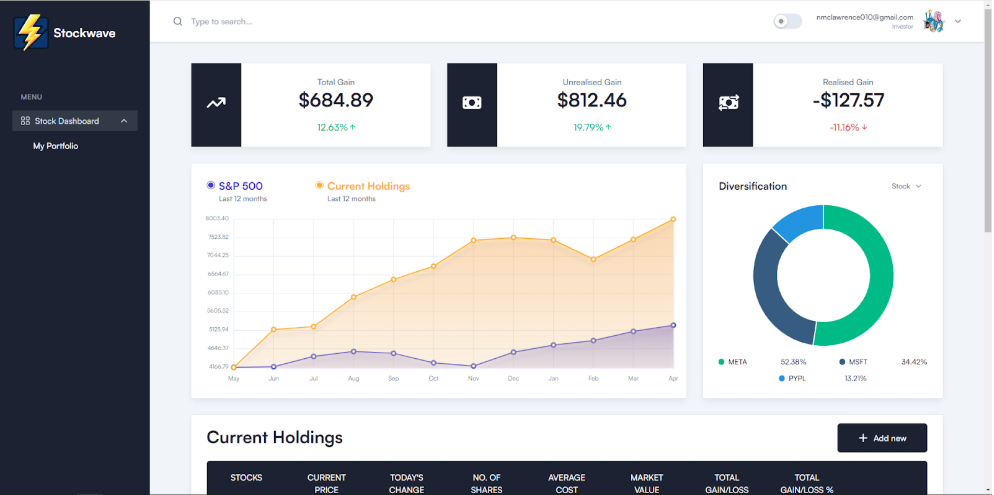 Stockwave
Type to search...
nmclawrence010@gmail.com
Investor
MENU
Stock Dashboard
My Portfolio
Total Gain
$684.89
12.63%↑
Unrealised Gain
$812.46
19.79%↑
Realised Gain
-$127.57
-11.16%↓
S&P 500
Last 12 months
Current Holdings
Last 12 months
8003.40
7523.82
7044.25
6564.67
6085.10
5605.52
5125.94
4646.37
4166.79
May Jun Jul Aug Sep Oct Nov Dec Jan Feb Mar Apr
Diversification
Stock
META 52.38% MSFT 34.42%
PYPL 13.21%
Current Holdings
+ Add new
STOCKS CURRENT PRICE TODAY'S CHANGE NO. OF SHARES AVERAGE COST MARKET VALUE TOTAL GAIN/LOSS TOTAL GAIN/LOSS %